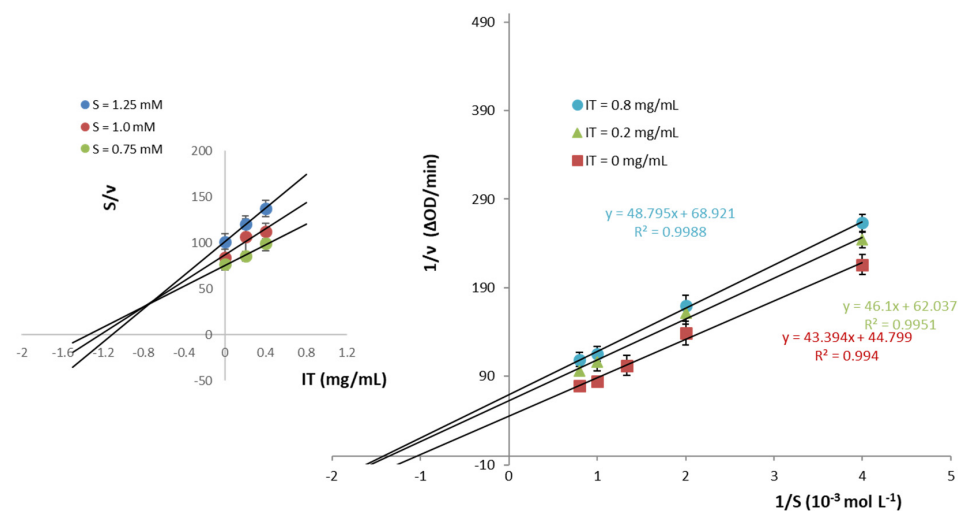 S = 1.25 mM
S = 1.0 mM
S = 0.75 mM
S/v
200
150
100
50
0
-50
-2
-1.6
-1.2
-0.8
-0.4
0
0.4
0.8
1.2
IT (mg/mL)
490
390
290
190
90
-10
1/v (ΔOD/min)
IT = 0.8 mg/mL
IT = 0.2 mg/mL
IT = 0 mg/mL
y = 48.795x + 68.921
R² = 0.9988
y = 46.1x + 62.037
R² = 0.9951
y = 43.394x + 44.799
R² = 0.994
-2
-1
0
1
2
3
4
5
1/S (10⁻³ mol L⁻¹)